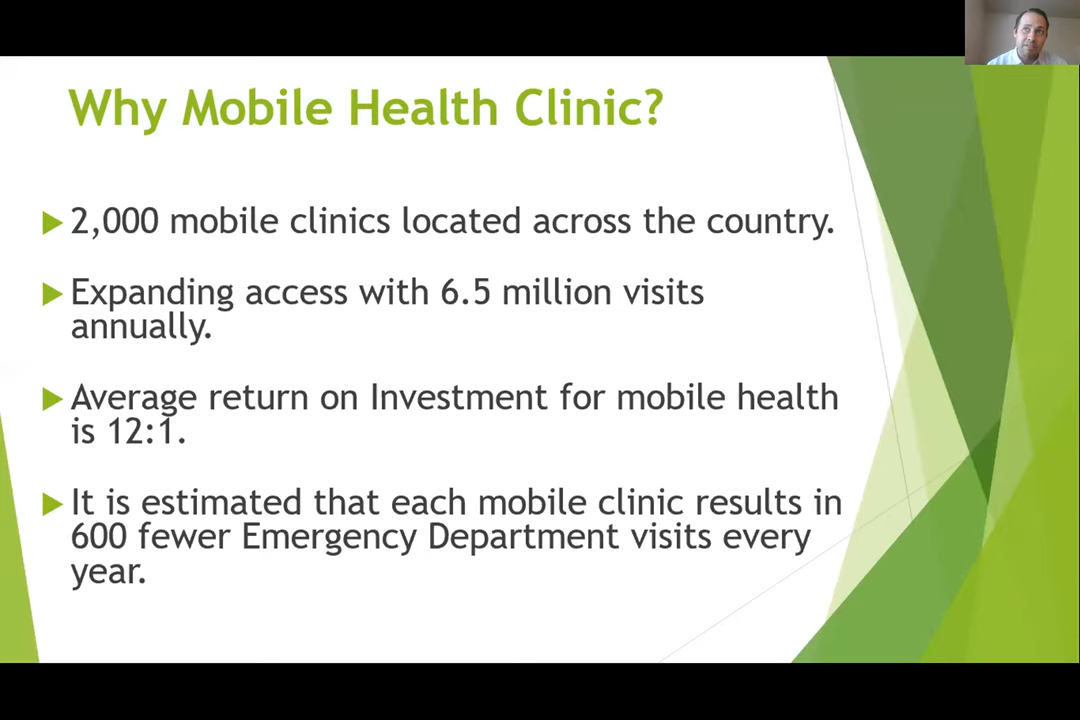 Why Mobile Health Clinic?
2,000 mobile clinics located across the country.
Expanding access with 6.5 million visits
annually.
Average return on Investment for mobile health
is 12:1.
It is estimated that each mobile clinic results in
600 fewer Emergency Department visits every
year.